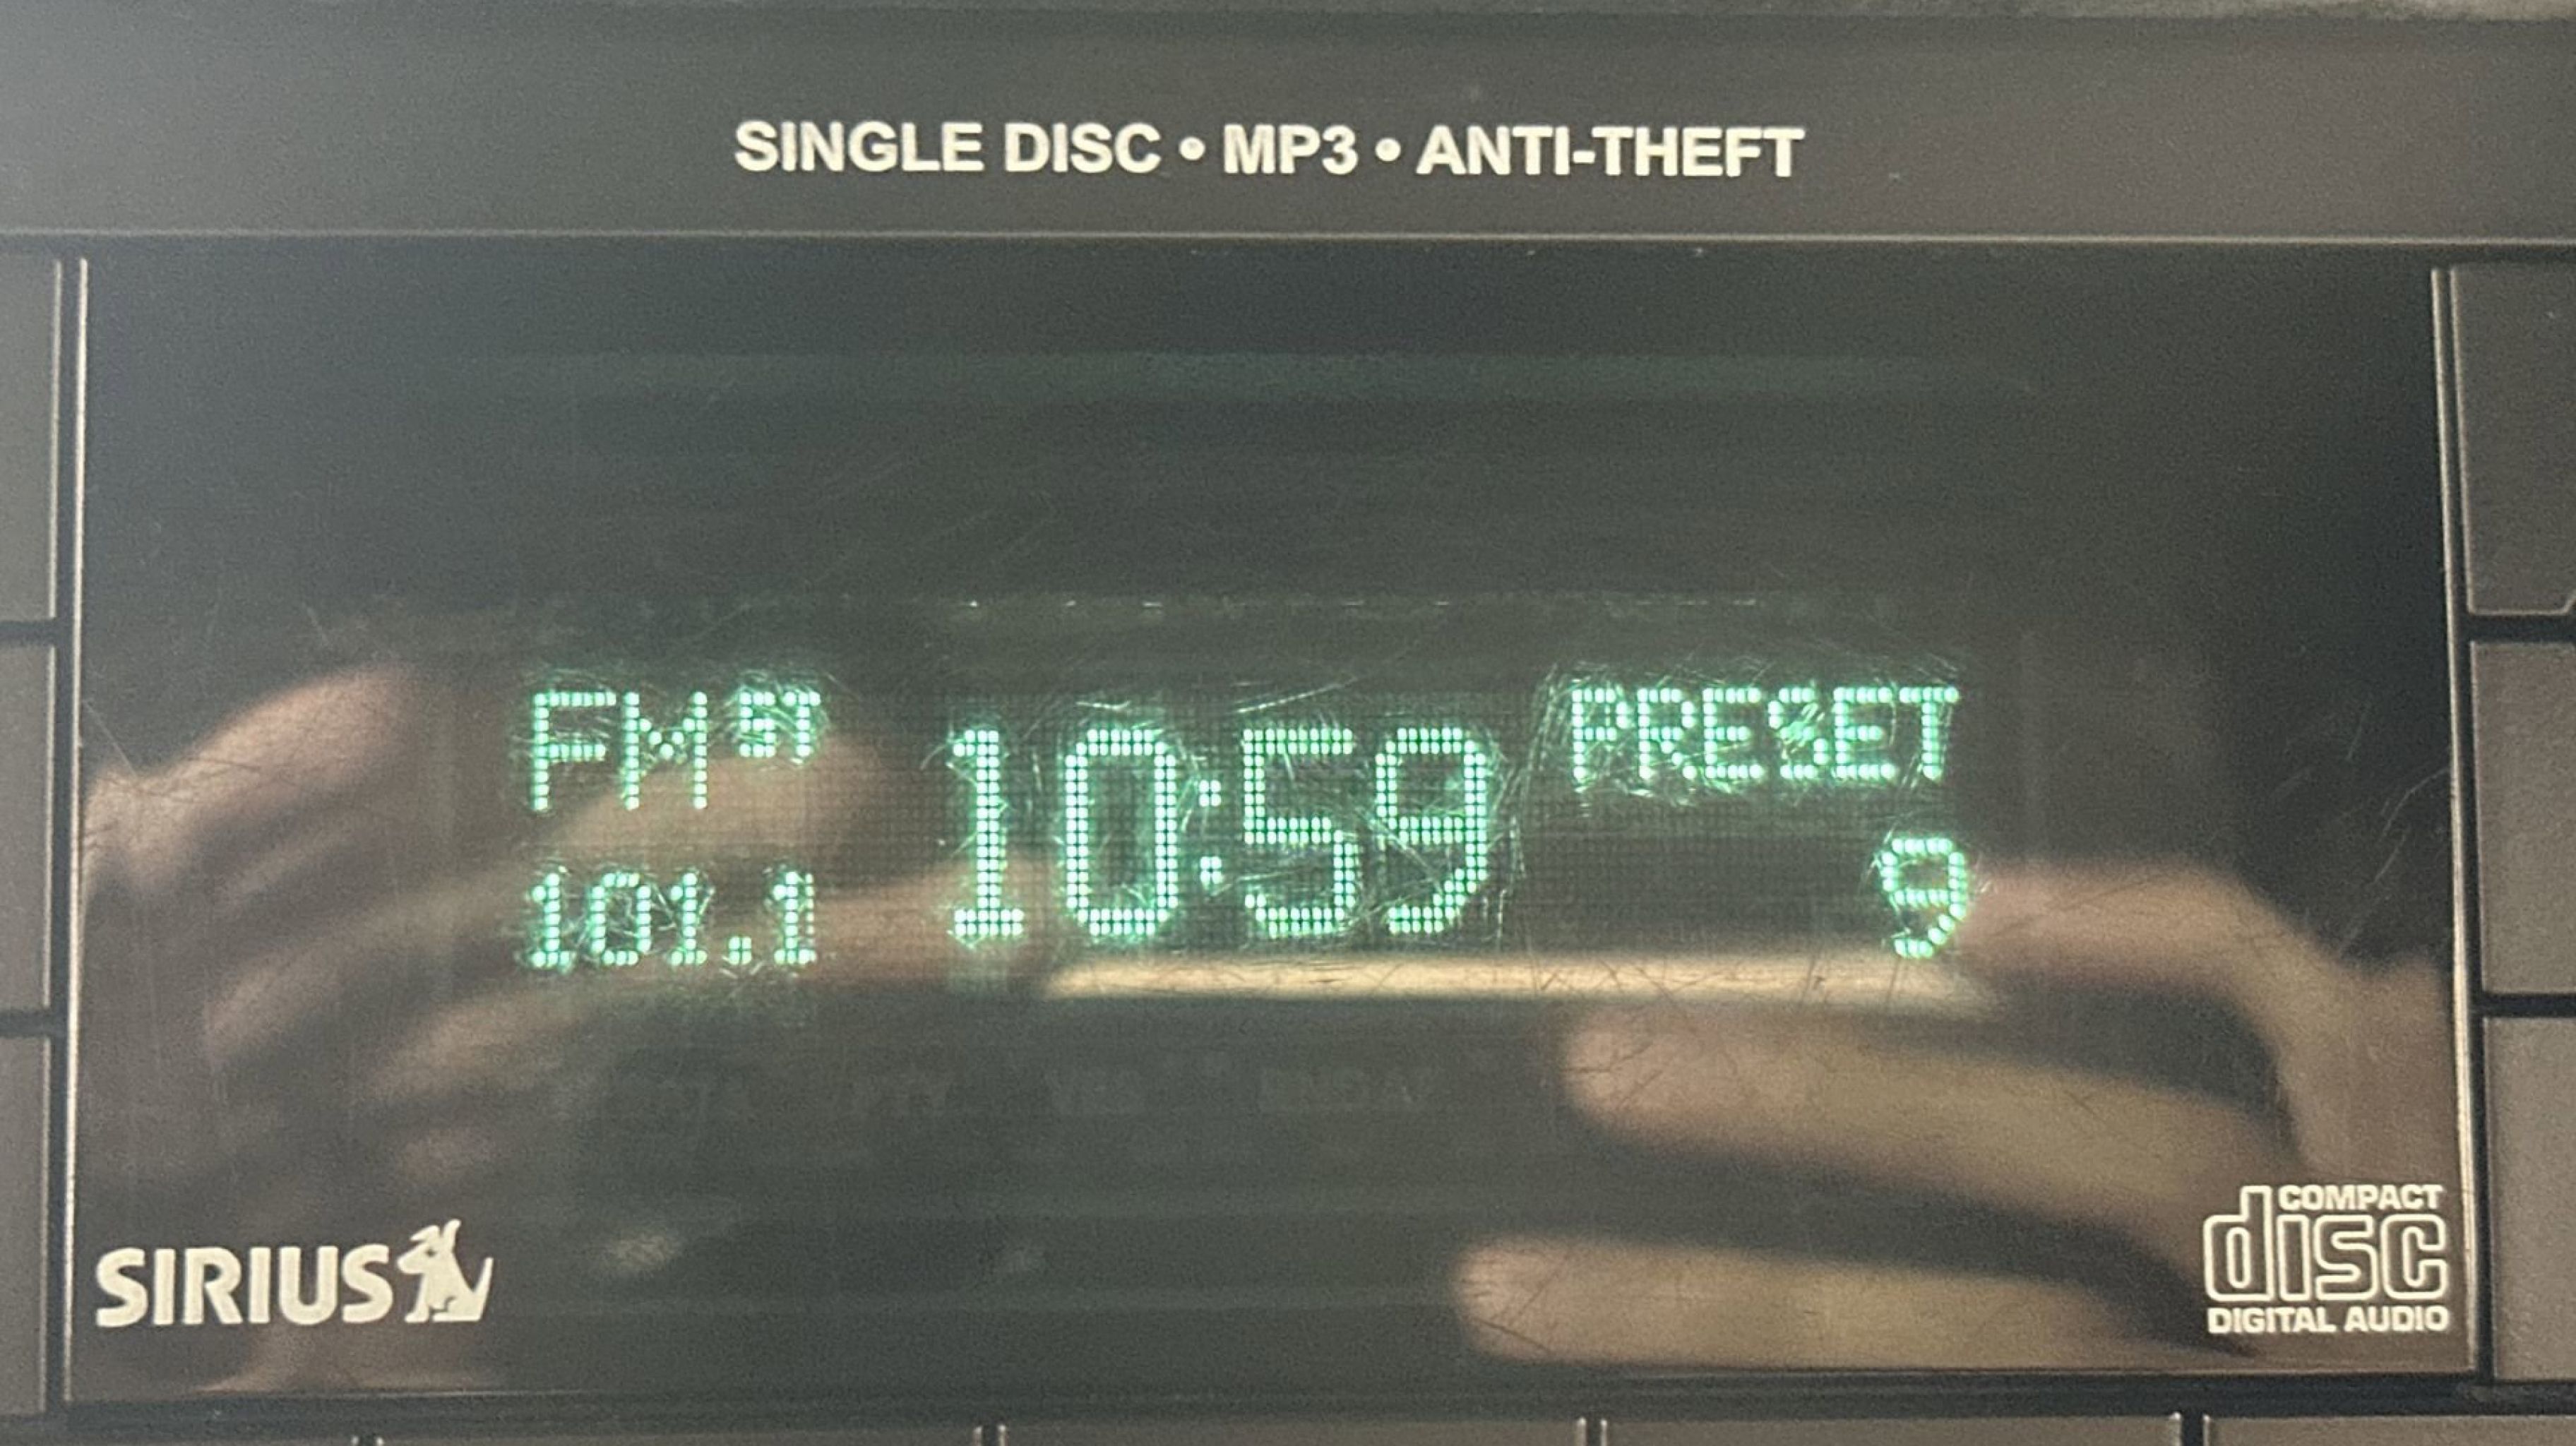 SINGLE DISC • MP3 • ANTI-THEFT
FM ST
101.1
10:59
PRESET
9
SIRIUS
COMPACT
disc
DIGITAL AUDIO